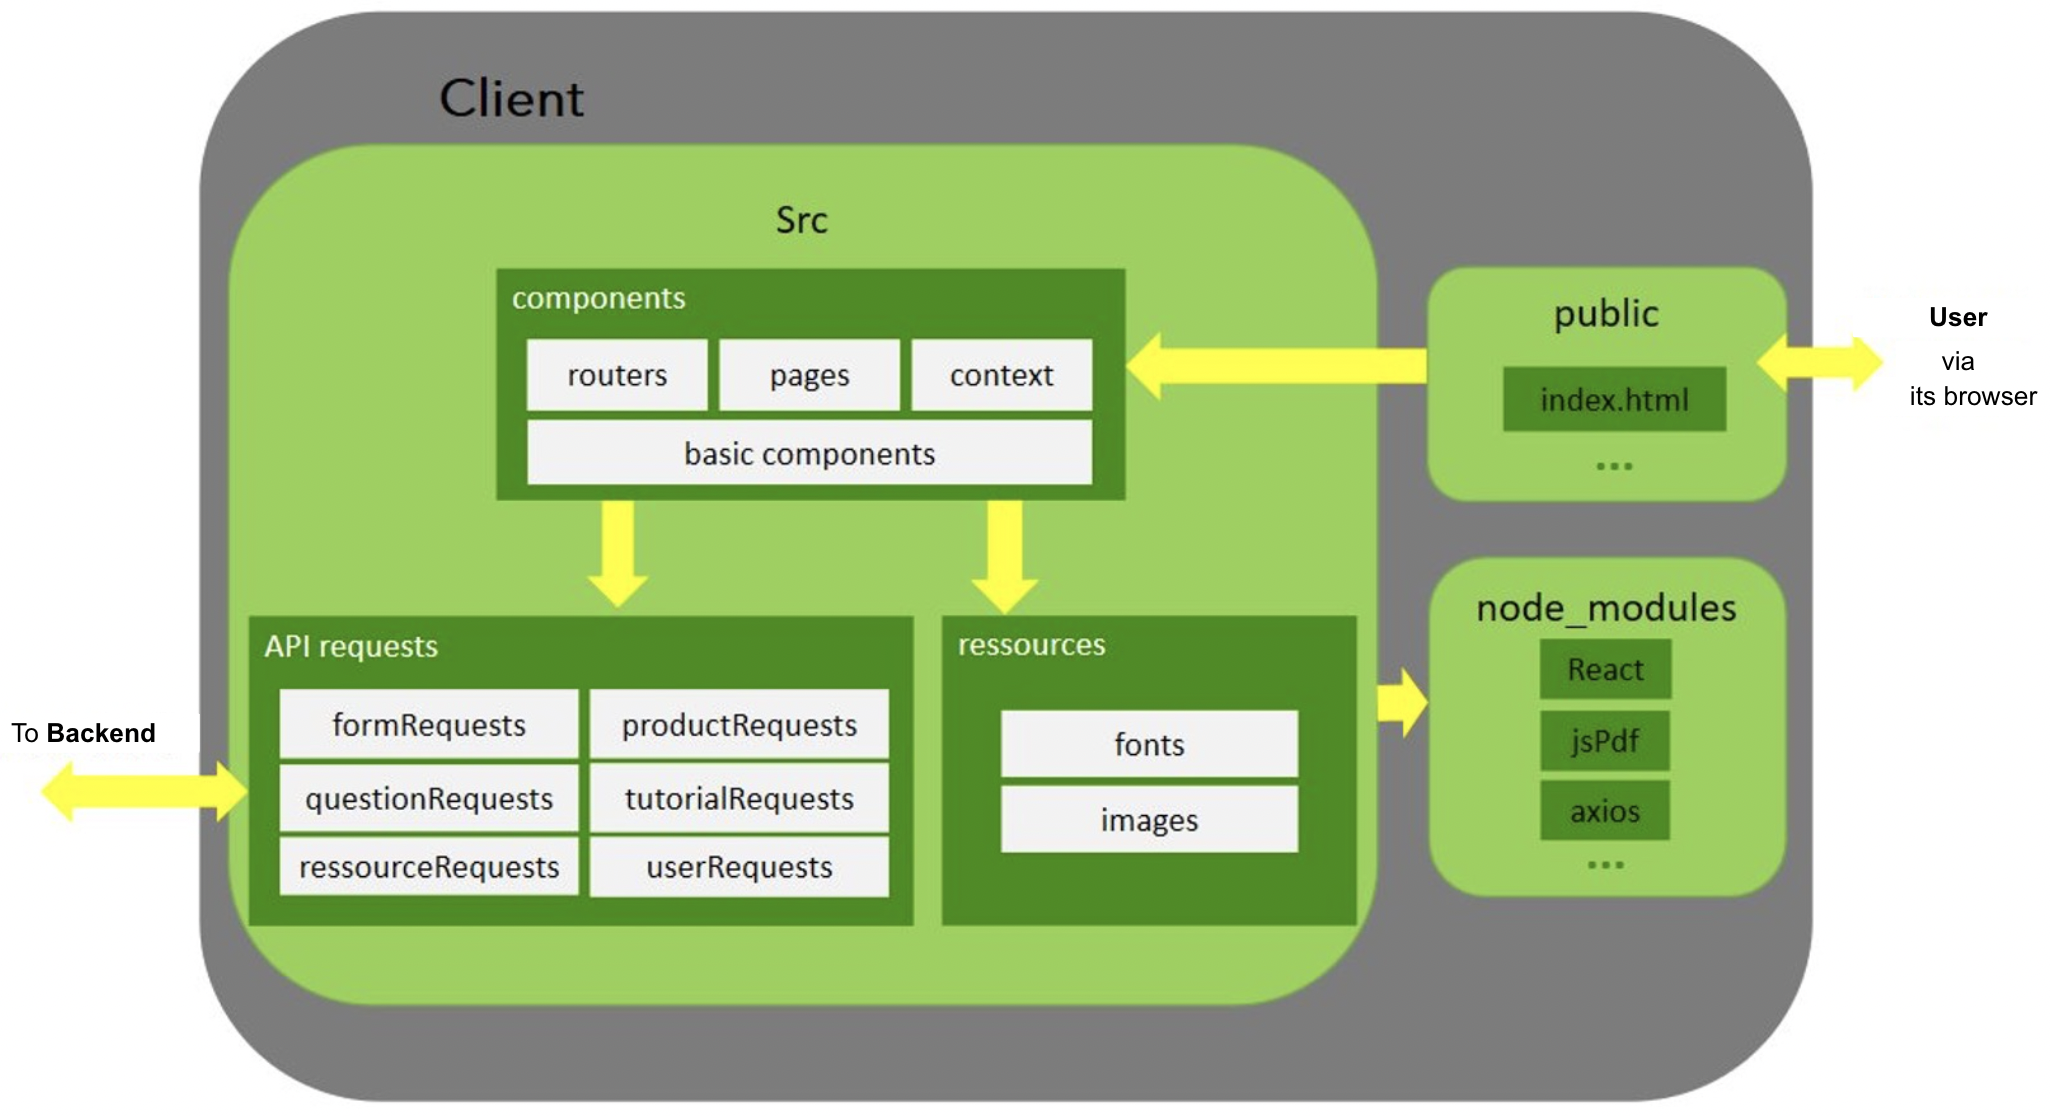 Client
Src
components
routers
pages
context
basic components
API requests
formRequests
productRequests
questionRequests
tutorialRequests
ressourceRequests
userRequests
ressources
fonts
images
public
index.html
...
node_modules
React
jsPdf
axios
...
User
via
its browser
To Backend